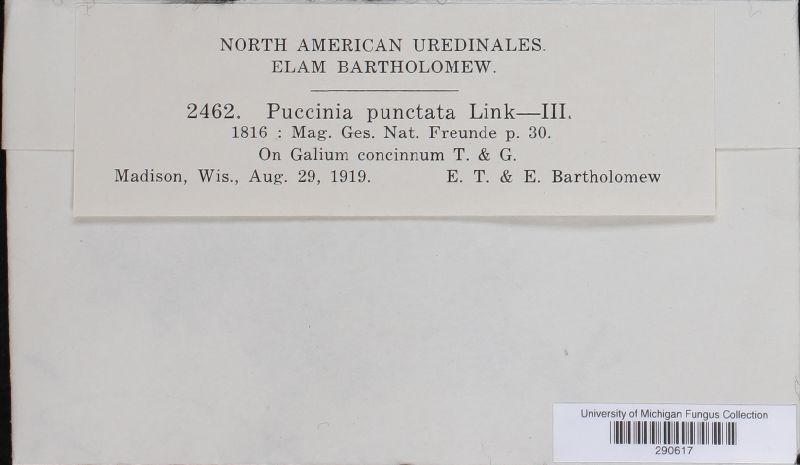 NORTH AMERICAN UREDINALES.
ELAM BARTHOLOMEW.
2462. Puccinia punctata Link—III.
1816 : Mag. Ges. Nat. Freunde p. 30.
On Galium concinnum T. & G.
Madison, Wis., Aug. 29, 1919. E. T. & E. Bartholomew
University of Michigan Fungus Collection
290617